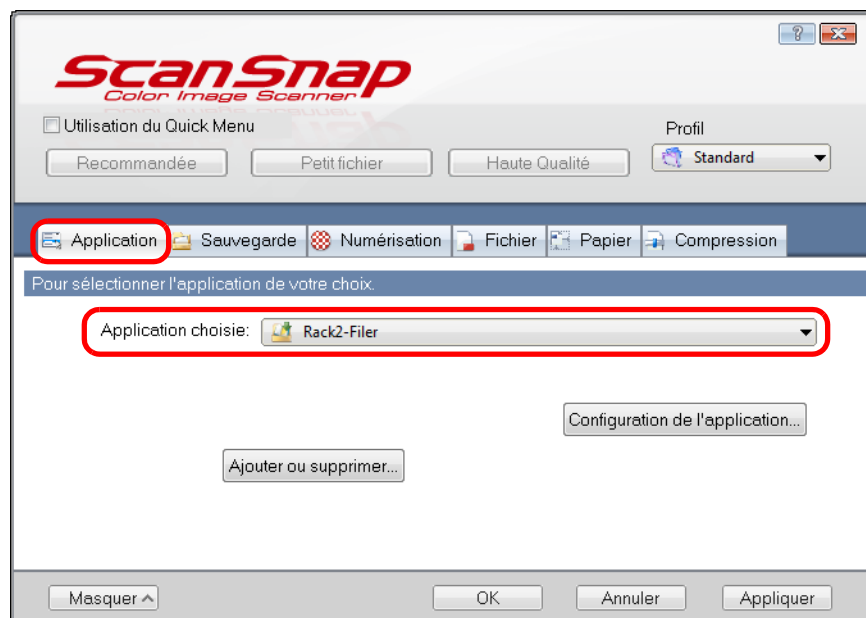 ScanSnap
Color Image Scanner
Utilisation du Quick Menu
Profil
Recommandée Petit fichier Haute Qualité Standard
Application Sauvegarde Numérisation Fichier Papier Compression
Pour sélectionner l'application de votre choix.
Application choisie: Rack2-Filer
Configuration de l'application...
Ajouter ou supprimer...
Masquer OK Annuler Appliquer